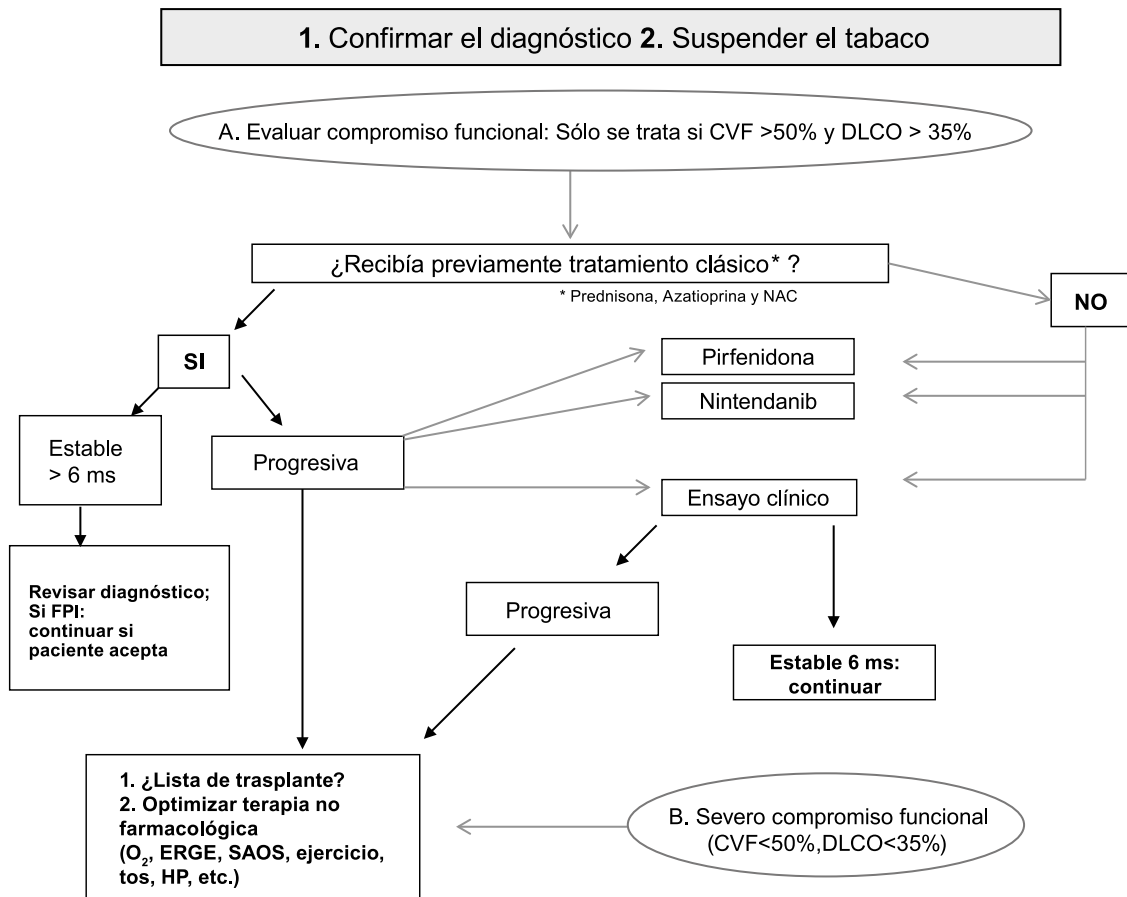 1. Confirmar el diagnóstico 2. Suspender el tabaco
A. Evaluar compromiso funcional: Sólo se trata si CVF >50% y DLCO > 35%
¿Recibía previamente tratamiento clásico* ?
* Prednisona, Azatioprina y NAC
NO
SI
Pirfenidona
Nintendanib
Estable
> 6 ms
Progresiva
Ensayo clínico
Revisar diagnóstico;
Si FPI:
continuar si
paciente acepta
Progresiva
Estable 6 ms:
continuar
1. ¿Lista de trasplante?
2. Optimizar terapia no
farmacológica
(O₂, ERGE, SAOS, ejercicio,
tos, HP, etc.)
B. Severo compromiso funcional
(CVF<50%,DLCO<35%)